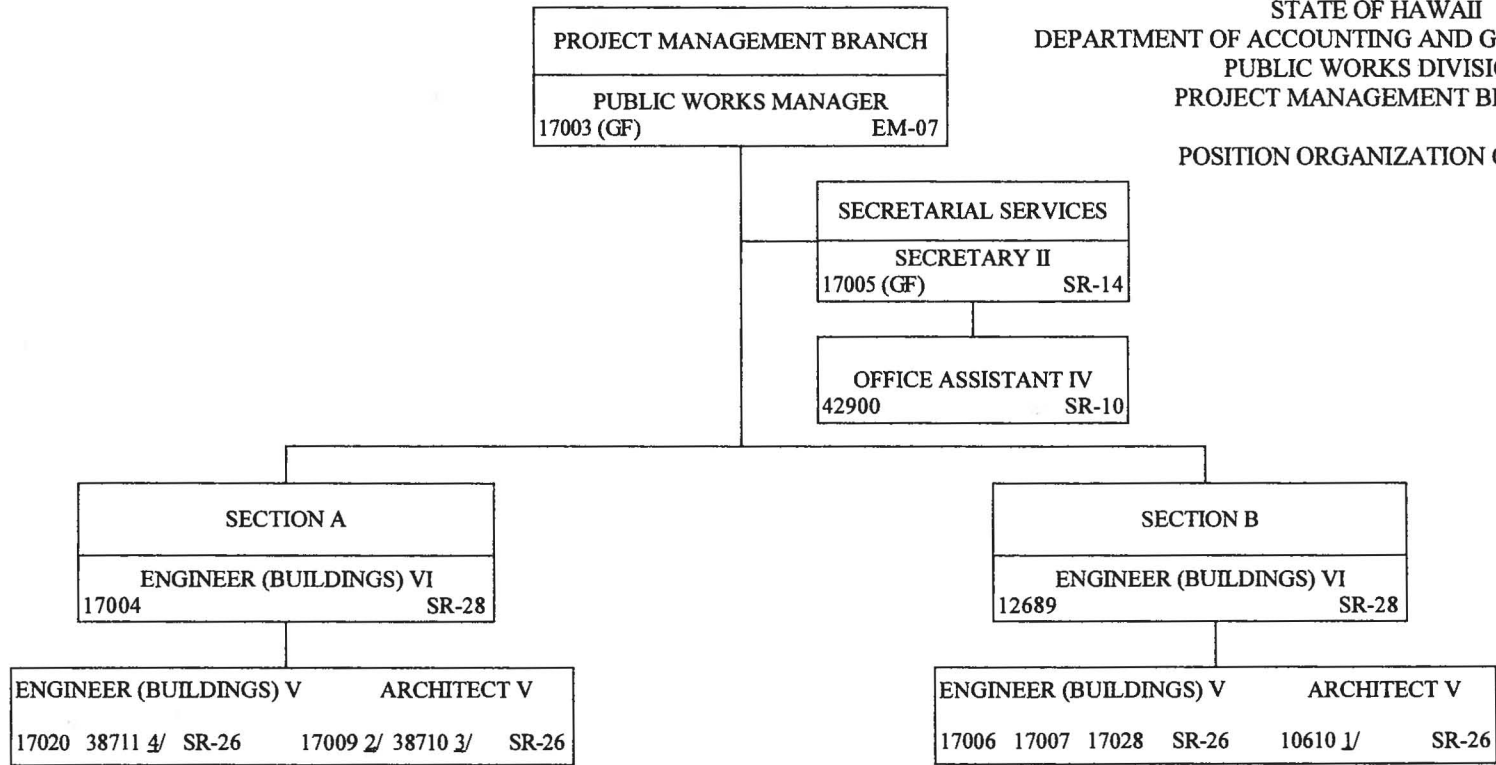 STATE OF HAWAII
DEPARTMENT OF ACCOUNTING AND G
PUBLIC WORKS DIVISI
PROJECT MANAGEMENT B
POSITION ORGANIZATION
PROJECT MANAGEMENT BRANCH
PUBLIC WORKS MANAGER
17003 (GF) EM-07
SECRETARIAL SERVICES
SECRETARY II
17005 (GF) SR-14
OFFICE ASSISTANT IV
42900 SR-10
SECTION A
ENGINEER (BUILDINGS) VI
17004 SR-28
ENGINEER (BUILDINGS) V ARCHITECT V
17020 38711 4/ SR-26 17009 2/ 38710 3/ SR-26
SECTION B
ENGINEER (BUILDINGS) VI
12689 SR-28
ENGINEER (BUILDINGS) V ARCHITECT V
17006 17007 17028 SR-26 10610 1/ SR-26